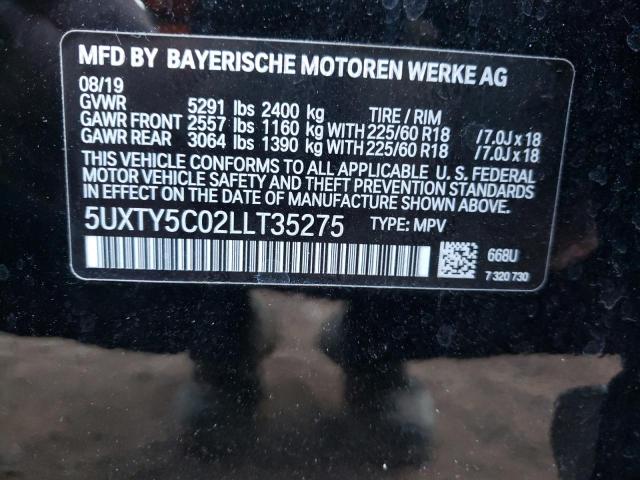 MFD BY BAYERISCHE MOTOREN WERKE AG
08/19
GVWR 5291 lbs 2400 kg TIRE / RIM
GAWR FRONT 2557 lbs 1160 kg WITH 225/60 R18 / 7.0J x 18
GAWR REAR 3064 lbs 1390 kg WITH 225/60 R18 / 7.0J x 18
THIS VEHICLE CONFORMS TO ALL APPLICABLE U. S. FEDERAL
MOTOR VEHICLE SAFETY AND THEFT PREVENTION STANDARDS
IN EFFECT ON THE DATE OF MANUFACTURE SHOWN ABOVE.
5UXTY5C02LLT35275 TYPE: MPV
668U
7 320 730